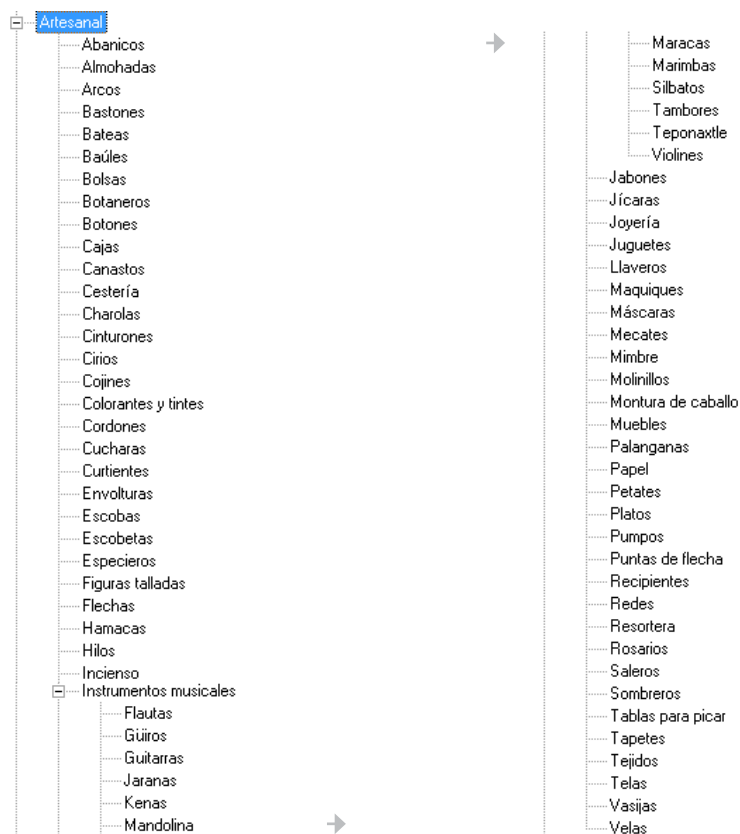 Artesanal
Abanicos
Almohadas
Arcos
Bastones
Bateas
Baúles
Bolsas
Botaneros
Botones
Cajas
Canastos
Cestería
Charolas
Cinturones
Cirios
Cojines
Colorantes y tintes
Cordones
Cucharas
Curtientes
Envolturas
Escobas
Escobetas
Especieros
Figuras talladas
Flechas
Hamacas
Hilos
Incienso
Instrumentos musicales
Flautas
Güiros
Guitarras
Jaranas
Kenas
Mandolina
Maracas
Marimbas
Silbatos
Tambores
Teponaxtle
Violines
Jabones
Jícaras
Joyería
Juguetes
Llaveros
Maquiques
Máscaras
Mecates
Mimbre
Molinillos
Montura de caballo
Muebles
Palanganas
Papel
Petates
Platos
Pumpos
Puntas de flecha
Recipientes
Redes
Resortera
Rosarios
Saleros
Sombreros
Tablas para picar
Tapetes
Tejidos
Telas
Vasijas
Velas